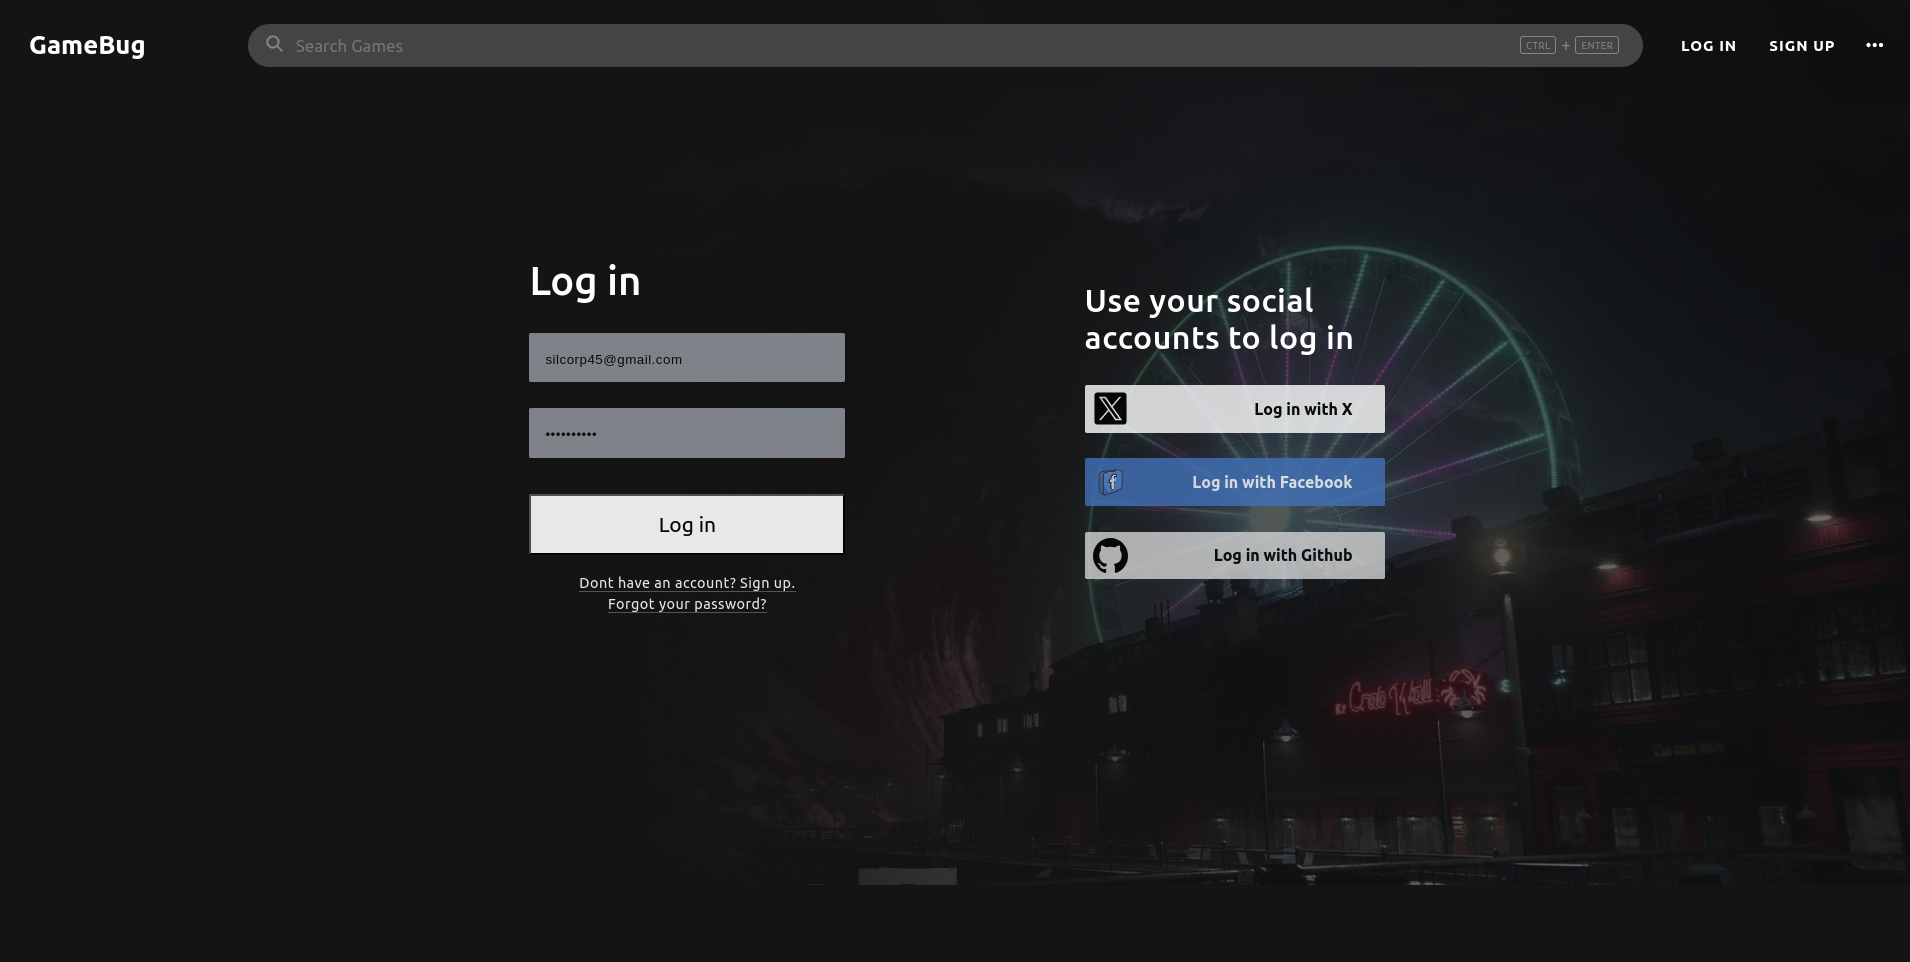 GameBug
Search Games
CTRL + ENTER
LOG IN
SIGN UP
Log in
silcorp45@gmail.com
Log in
Dont have an account? Sign up.
Forgot your password?
Use your social
accounts to log in
Log in with X
Log in with Facebook
Log in with Github